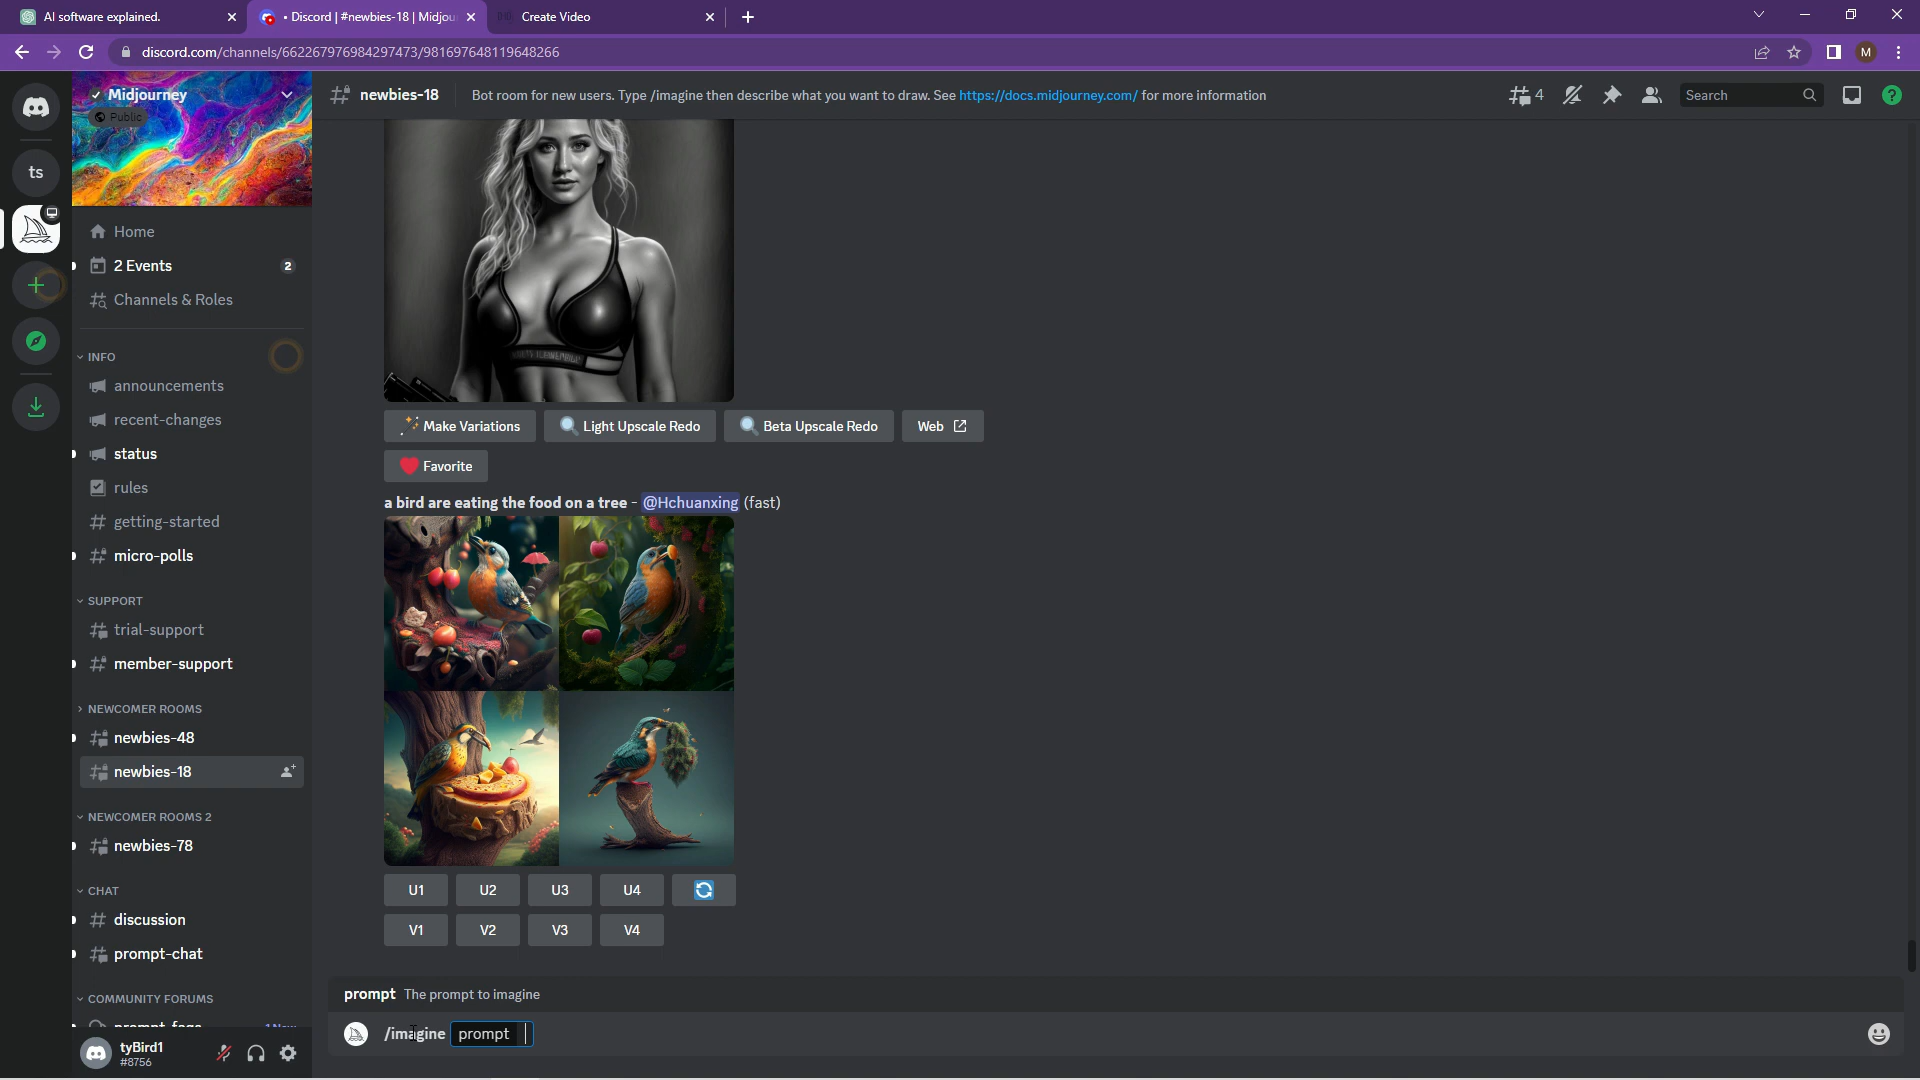 AI software explained.
• Discord | #newbies-18 | Midjou
Create Video
discord.com/channels/662267976984297473/981697648119648266
M
Midjourney
Public
newbies-18
Bot room for new users. Type /imagine then describe what you want to draw. See https://docs.midjourney.com/ for more information
4
Search
ts
Home
2 Events
2
Channels & Roles
INFO
announcements
recent-changes
status
rules
getting-started
micro-polls
SUPPORT
trial-support
member-support
NEWCOMER ROOMS
newbies-48
newbies-18
NEWCOMER ROOMS 2
newbies-78
CHAT
discussion
prompt-chat
COMMUNITY FORUMS
prompt-faqs
1 New
tyBird1
#8756
Make Variations
Light Upscale Redo
Beta Upscale Redo
Web
Favorite
a bird are eating the food on a tree - @Hchuanxing (fast)
U1 U2 U3 U4
V1 V2 V3 V4
prompt The prompt to imagine
/imagine prompt